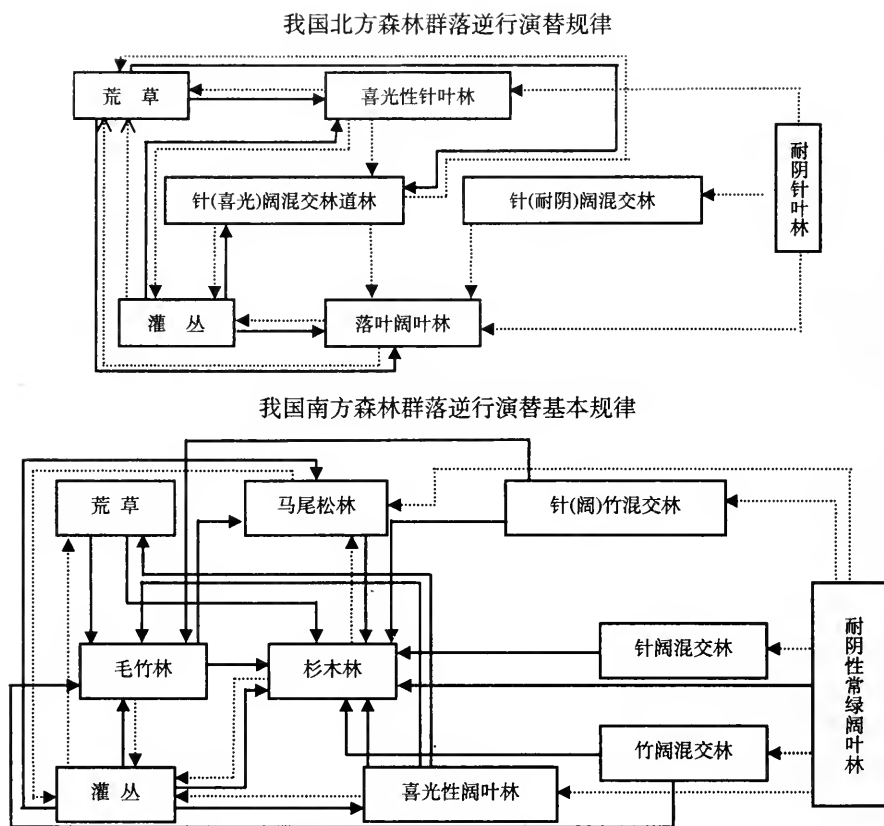 我国北方森林群落逆行演替规律
荒 草
喜光性针叶林
耐阴针叶林
针(喜光)阔混交林道林
针(耐阴)阔混交林
灌 丛
落叶阔叶林
我国南方森林群落逆行演替基本规律
荒 草
马尾松林
针(阔)竹混交林
耐阴性常绿阔叶林
毛竹林
杉木林
针阔混交林
竹阔混交林
灌 丛
喜光性阔叶林